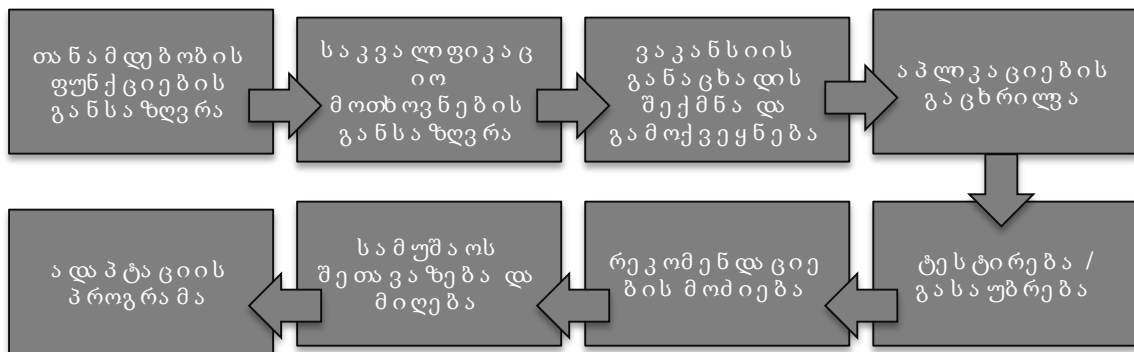 თანამდებობის
ფუნქციების
განსაზღვრა
საკვალიფიკაც
იო
მოთხოვნების
განსაზღვრა
ვაკანსიის
განაცხადის
შექმნა და
გამოქვეყნება
აპლიკაციების
გაცხრილვა
ტესტირება /
გასაუბრება
რეკომენდაციე
ბის მოძიება
სამუშაოს
შეთავაზება და
მიღება
ადაპტაციის
პროგრამა